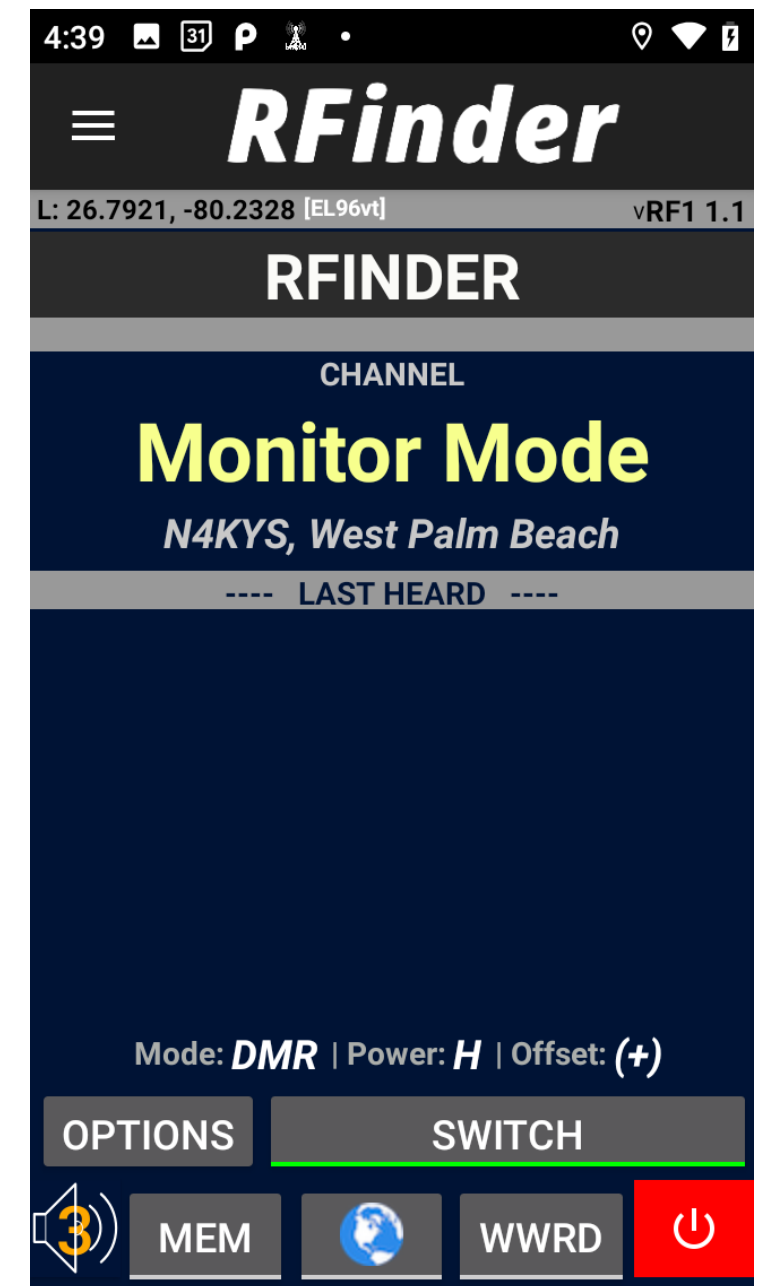 4:39 31 P
RFinder
L: 26.7921, -80.2328 [EL96vt] vRF1 1.1
RFINDER
CHANNEL
Monitor Mode
N4KYS, West Palm Beach
---- LAST HEARD ----
Mode: DMR | Power: H | Offset: (+)
OPTIONS SWITCH
3 MEM WWRD